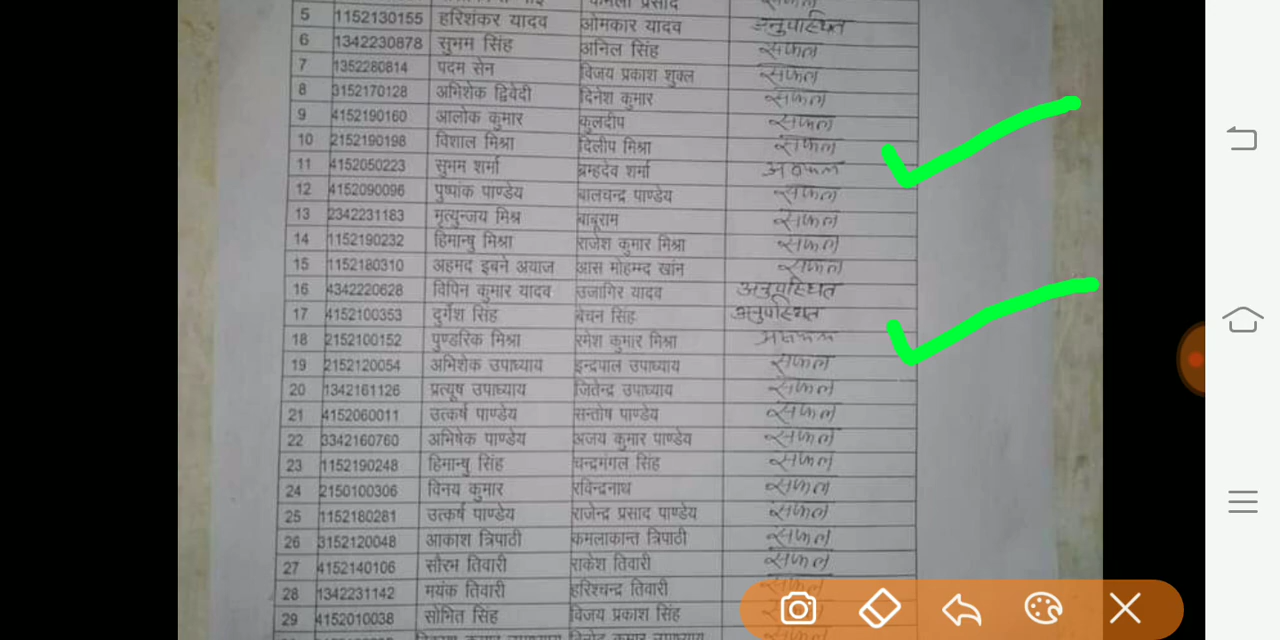 5 1152130155 हरिशंकर यादव ओमकार यादव अनुपस्थित
6 1342230878 सुभम सिंह अनिल सिंह सफल
7 1352280814 पदम सेन विजय प्रकाश शुक्ल सफल
8 3152170128 अभिशेक द्विवेदी दिनेश कुमार सफल
9 4152190160 आलोक कुमार कुलदीप सफल
10 2152190198 विशाल मिश्रा दिलीप मिश्रा सफल
11 4152050223 सुभम शर्मा ब्रम्हदेव शर्मा असफल
12 4152090096 पुष्पांक पाण्डेय बालचन्द्र पाण्डेय सफल
13 2342231183 मृत्युन्जय मिश्र बाबूराम सफल
14 1152190232 हिमान्षु मिश्रा राजेश कुमार मिश्रा सफल
15 1152180310 अहमद इबने अयाज आस मोहम्मद खॉन सफल
16 4342220628 विपिन कुमार यादव उजागिर यादव अनुपस्थित
17 4152100353 दुर्गेश सिंह बेचन सिंह अनुपस्थित
18 2152100152 पुण्डरिक मिश्रा रमेश कुमार मिश्रा असफल
19 2152120054 अभिशेक उपाध्याय इन्द्रपाल उपाध्याय सफल
20 1342161126 प्रत्यूष उपाध्याय जितेन्द्र उपाध्याय सफल
21 4152060011 उत्कर्ष पाण्डेय सन्तोष पाण्डेय सफल
22 3342160760 अभिषेक पाण्डेय अजय कुमार पाण्डेय सफल
23 1152190248 हिमान्षु सिंह चन्द्रमंगल सिंह सफल
24 2150100306 विनय कुमार रविन्द्रनाथ सफल
25 1152180281 उत्कर्ष पाण्डेय राजेन्द्र प्रसाद पाण्डेय सफल
26 3152120048 आकाश त्रिपाठी कमलाकान्त त्रिपाठी सफल
27 4152140106 सौरभ तिवारी राकेश तिवारी सफल
28 1342231142 मयंक तिवारी हरिश्चन्द्र तिवारी सफल
29 4152010038 सोभित सिंह विजय प्रकाश सिंह